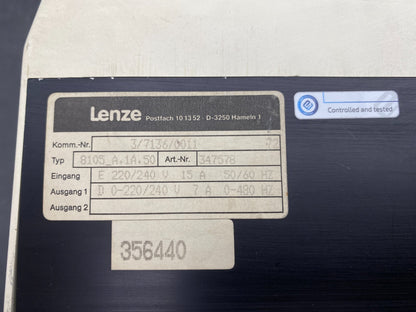 Lenze
Postfach 10 13 52 · D-3250 Hameln 1
Komm.-Nr. 3/7136/0011 72
Typ 8105.A.1A.50 Art.-Nr. 347578
Eingang E 220/240 V 15 A 50/60 HZ
Ausgang 1 D 0-220/240 V 7 A 0-480 HZ
Ausgang 2
356440
Controlled and tested